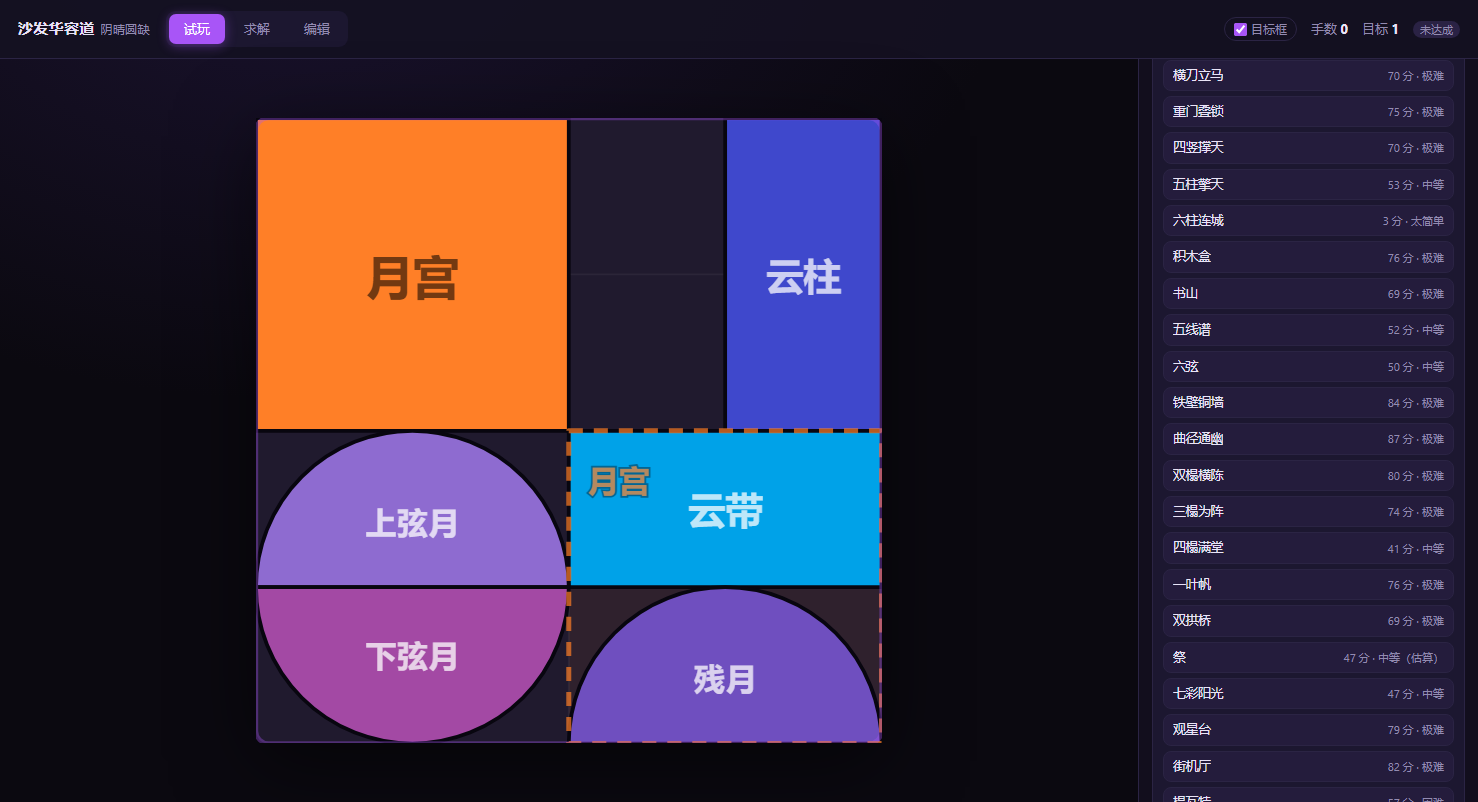 沙发华容道 阴晴圆缺 试玩 求解 编辑 目标框 手数 0 目标 1 未达成
横刀立马 70 分 · 极难
重门叠锁 75 分 · 极难
四竖撑天 70 分 · 极难
五柱擎天 53 分 · 中等
六柱连城 3 分 · 太简单
积木盒 76 分 · 极难
书山 69 分 · 极难
五线谱 52 分 · 中等
六弦 50 分 · 中等
铁壁铜墙 84 分 · 极难
曲径通幽 87 分 · 极难
双榻横陈 80 分 · 极难
三榻为阵 74 分 · 极难
四榻满堂 41 分 · 中等
一叶帆 76 分 · 极难
双拱桥 69 分 · 极难
祭 47 分 · 中等（估算）
七彩阳光 47 分 · 中等
观星台 79 分 · 极难
街机厅 82 分 · 极难
月宫
云柱
月宫
云带
上弦月
下弦月
残月